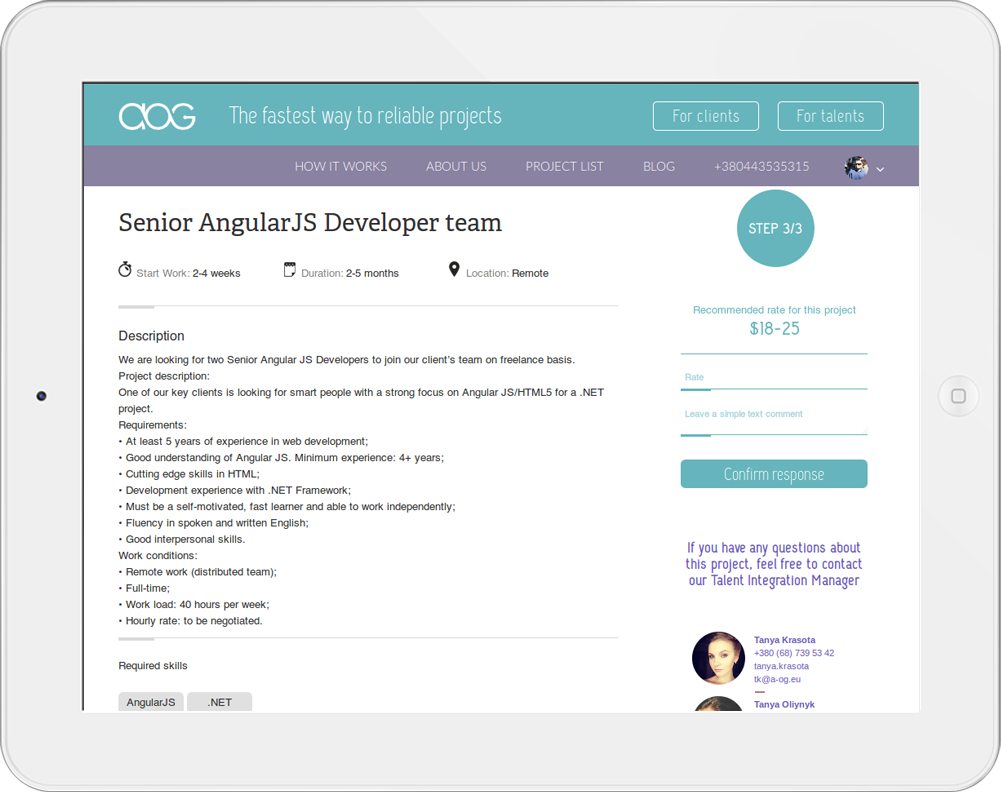 aog
The fastest way to reliable projects
For clients
For talents
HOW IT WORKS
ABOUT US
PROJECT LIST
BLOG
+380443535315
Senior AngularJS Developer team
Start Work: 2-4 weeks
Duration: 2-5 months
Location: Remote
Description
We are looking for two Senior Angular JS Developers to join our client's team on freelance basis.
Project description:
One of our key clients is looking for smart people with a strong focus on Angular JS/HTML5 for a .NET
project.
Requirements:
• At least 5 years of experience in web development;
• Good understanding of Angular JS. Minimum experience: 4+ years;
• Cutting edge skills in HTML;
• Development experience with .NET Framework;
• Must be a self-motivated, fast learner and able to work independently;
• Fluency in spoken and written English;
• Good interpersonal skills.
Work conditions:
• Remote work (distributed team);
• Full-time;
• Work load: 40 hours per week;
• Hourly rate: to be negotiated.
Required skills
AngularJS
.NET
STEP 3/3
Recommended rate for this project
$18-25
Rate
Leave a simple text comment
Confirm response
If you have any questions about
this project, feel free to contact
our Talent Integration Manager
Tanya Krasota
+380 (68) 739 53 42
tanya.krasota
tk@a-og.eu
Tanya Oliynyk